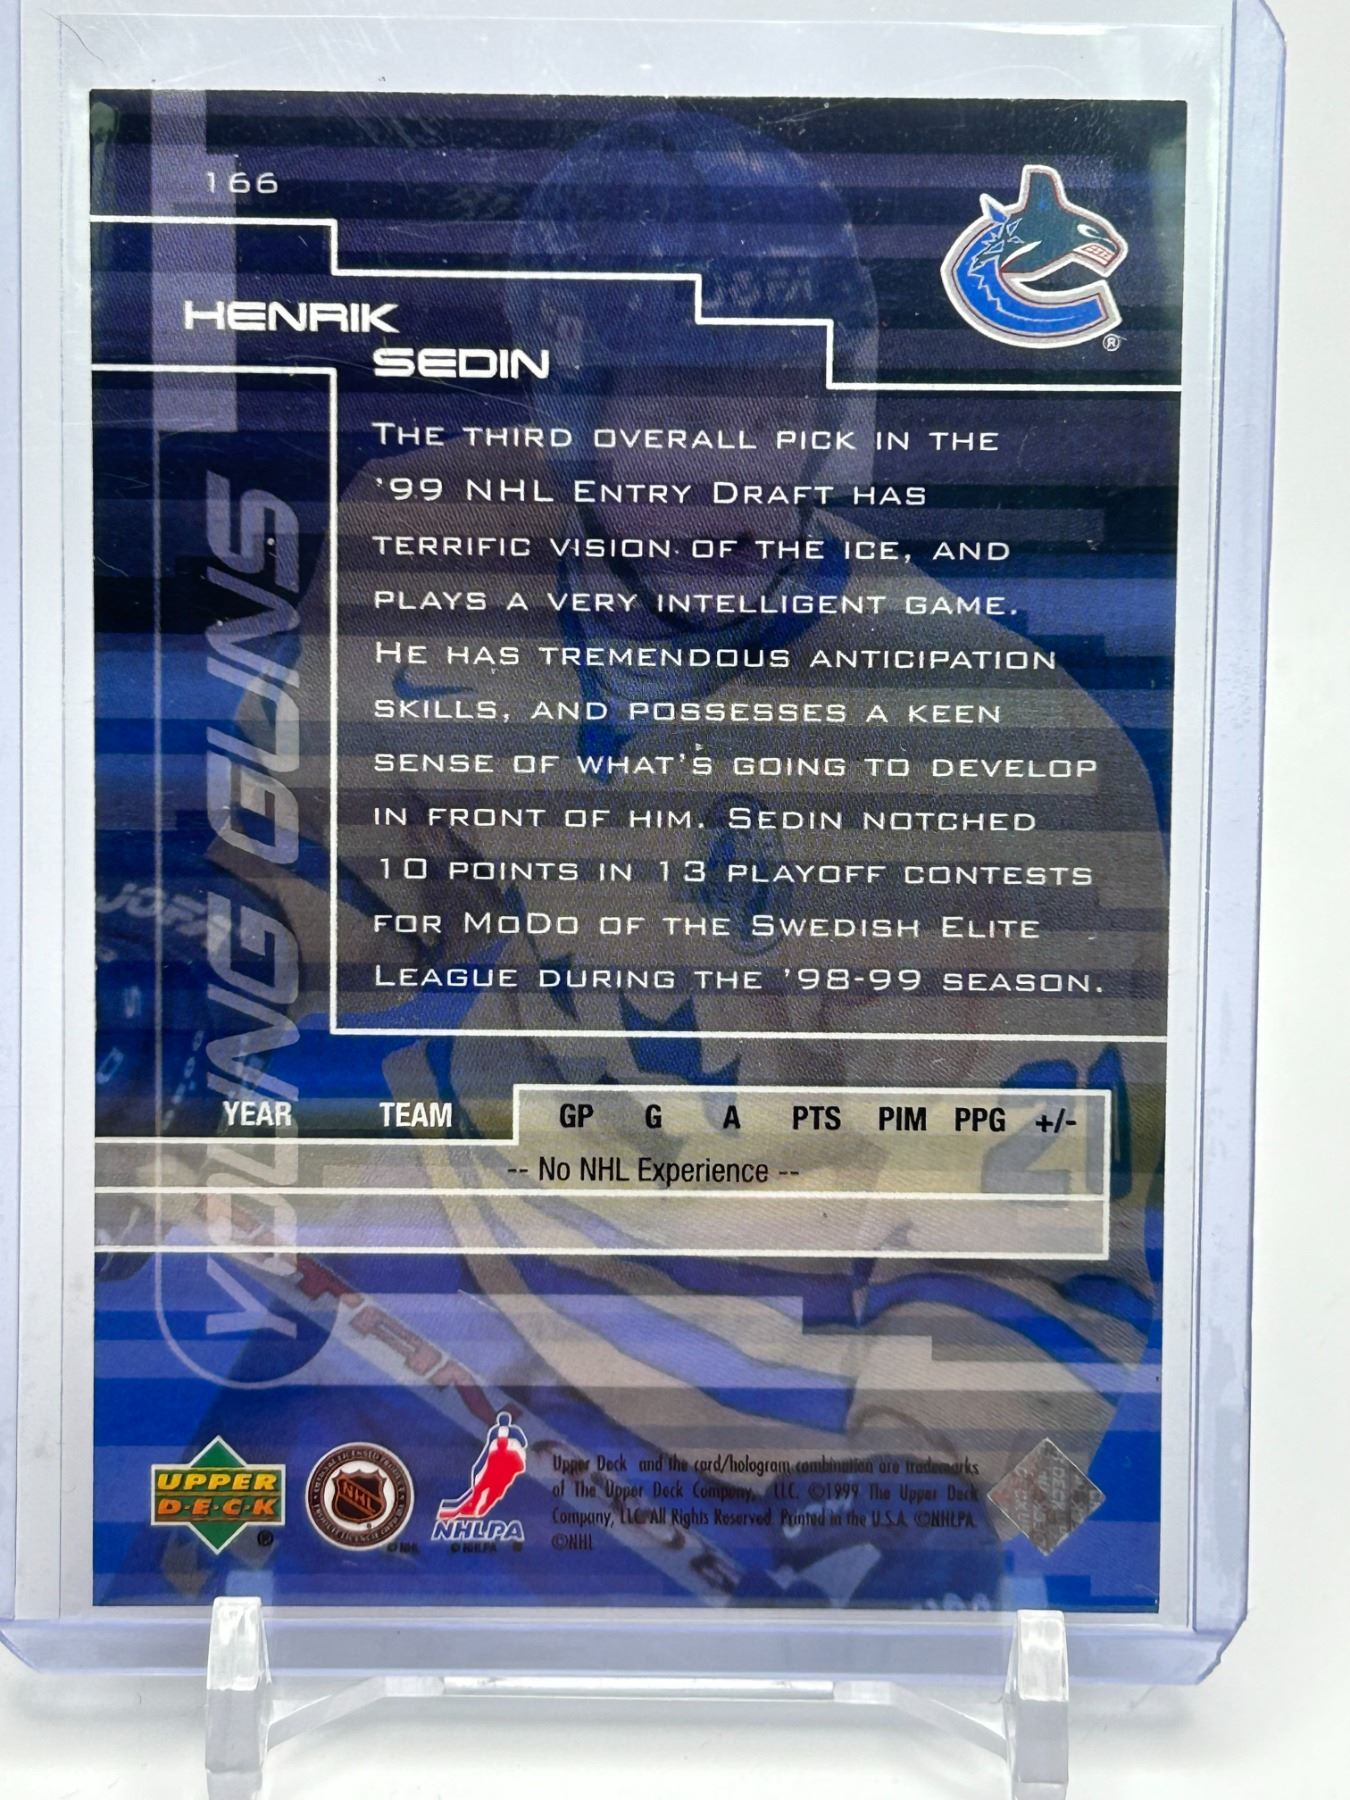 166
HENRIK
SEDIN
THE THIRD OVERALL PICK IN THE
'99 NHL ENTRY DRAFT HAS
TERRIFIC VISION OF THE ICE, AND
PLAYS A VERY INTELLIGENT GAME.
HE HAS TREMENDOUS ANTICIPATION
SKILLS, AND POSSESSES A KEEN
SENSE OF WHAT'S GOING TO DEVELOP
IN FRONT OF HIM. SEDIN NOTCHED
10 POINTS IN 13 PLAYOFF CONTESTS
FOR MODO OF THE SWEDISH ELITE
LEAGUE DURING THE '98-99 SEASON.
YOUNG GUNS
JOFA
YEAR TEAM GP G A PTS PIM PPG +/-
-- No NHL Experience --
TITAN
UPPER
D·E·C·K
NHL
NHLPA
Upper Deck and the card/hologram combination are trademarks
of The Upper Deck Company, LLC. ©1999 The Upper Deck
Company, LLC All Rights Reserved. Printed in the U.S.A. ©NHLPA
©NHL